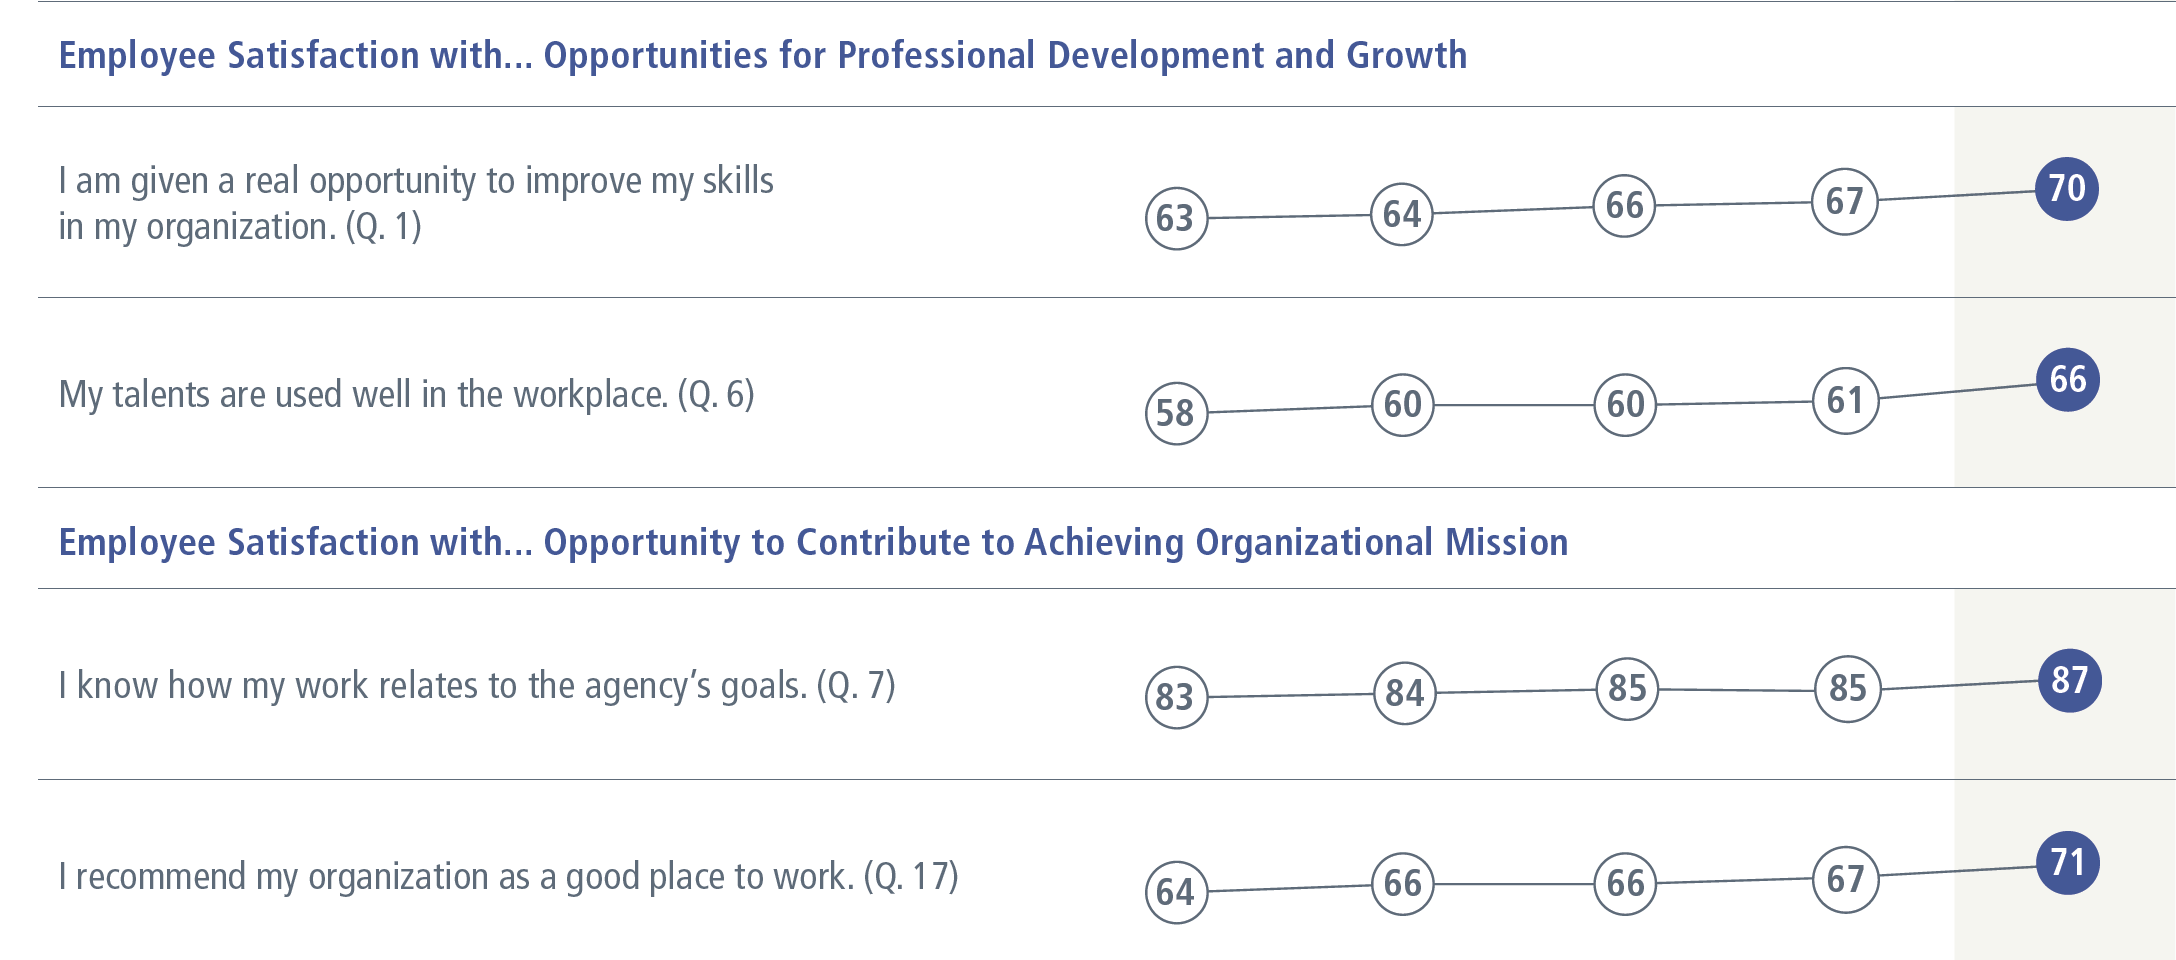 Employee Satisfaction with... Opportunities for Professional Development and Growth
I am given a real opportunity to improve my skills
in my organization. (Q. 1)
63 64 66 67 70
My talents are used well in the workplace. (Q. 6)
58 60 60 61 66
Employee Satisfaction with... Opportunity to Contribute to Achieving Organizational Mission
I know how my work relates to the agency’s goals. (Q. 7)
83 84 85 85 87
I recommend my organization as a good place to work. (Q. 17)
64 66 66 67 71